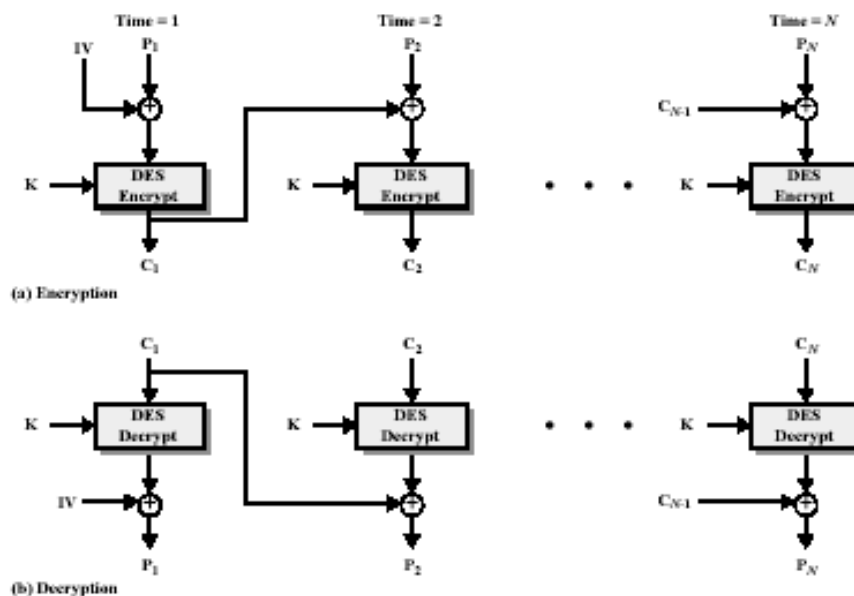 Time = 1 Time = 2 Time = N
IV P1 P2 PN
CN-1
K DES Encrypt K DES Encrypt K DES Encrypt
C1 C2 CN
(a) Encryption
C1 C2 CN
K DES Decrypt K DES Decrypt K DES Decrypt
IV CN-1
P1 P2 PN
(b) Decryption